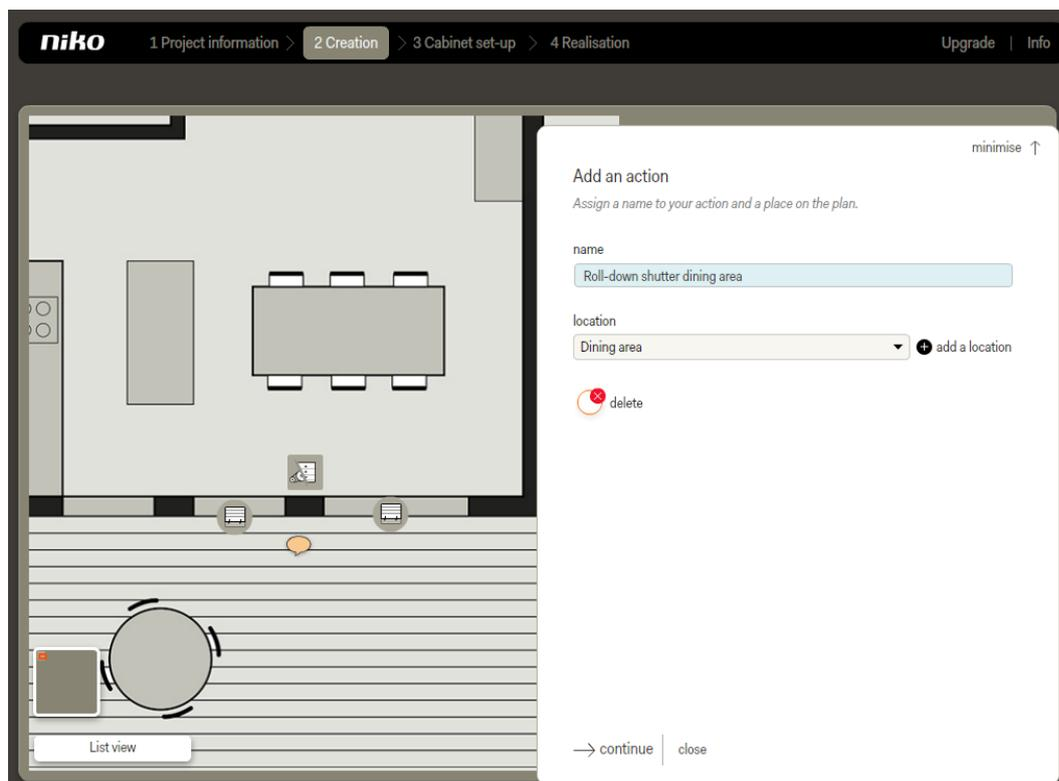 niko
1 Project information
2 Creation
3 Cabinet set-up
4 Realisation
Upgrade | Info
minimise ↑
Add an action
Assign a name to your action and a place on the plan.
name
Roll-down shutter dining area
location
Dining area
add a location
delete
List view
→ continue | close